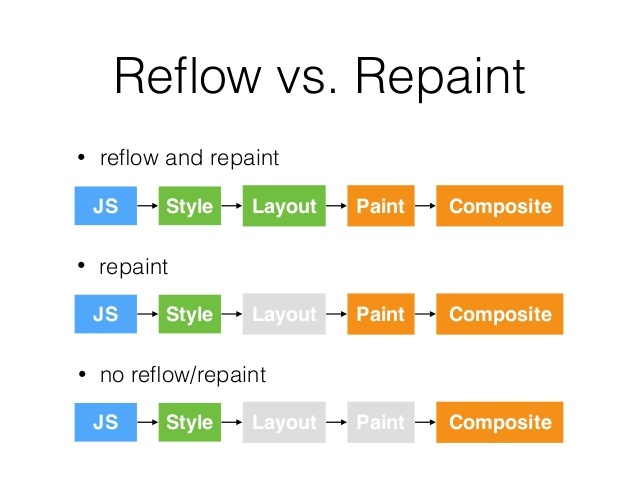 Reflow vs. Repaint
• reflow and repaint
JS Style Layout Paint Composite
• repaint
JS Style Layout Paint Composite
• no reflow/repaint
JS Style Layout Paint Composite